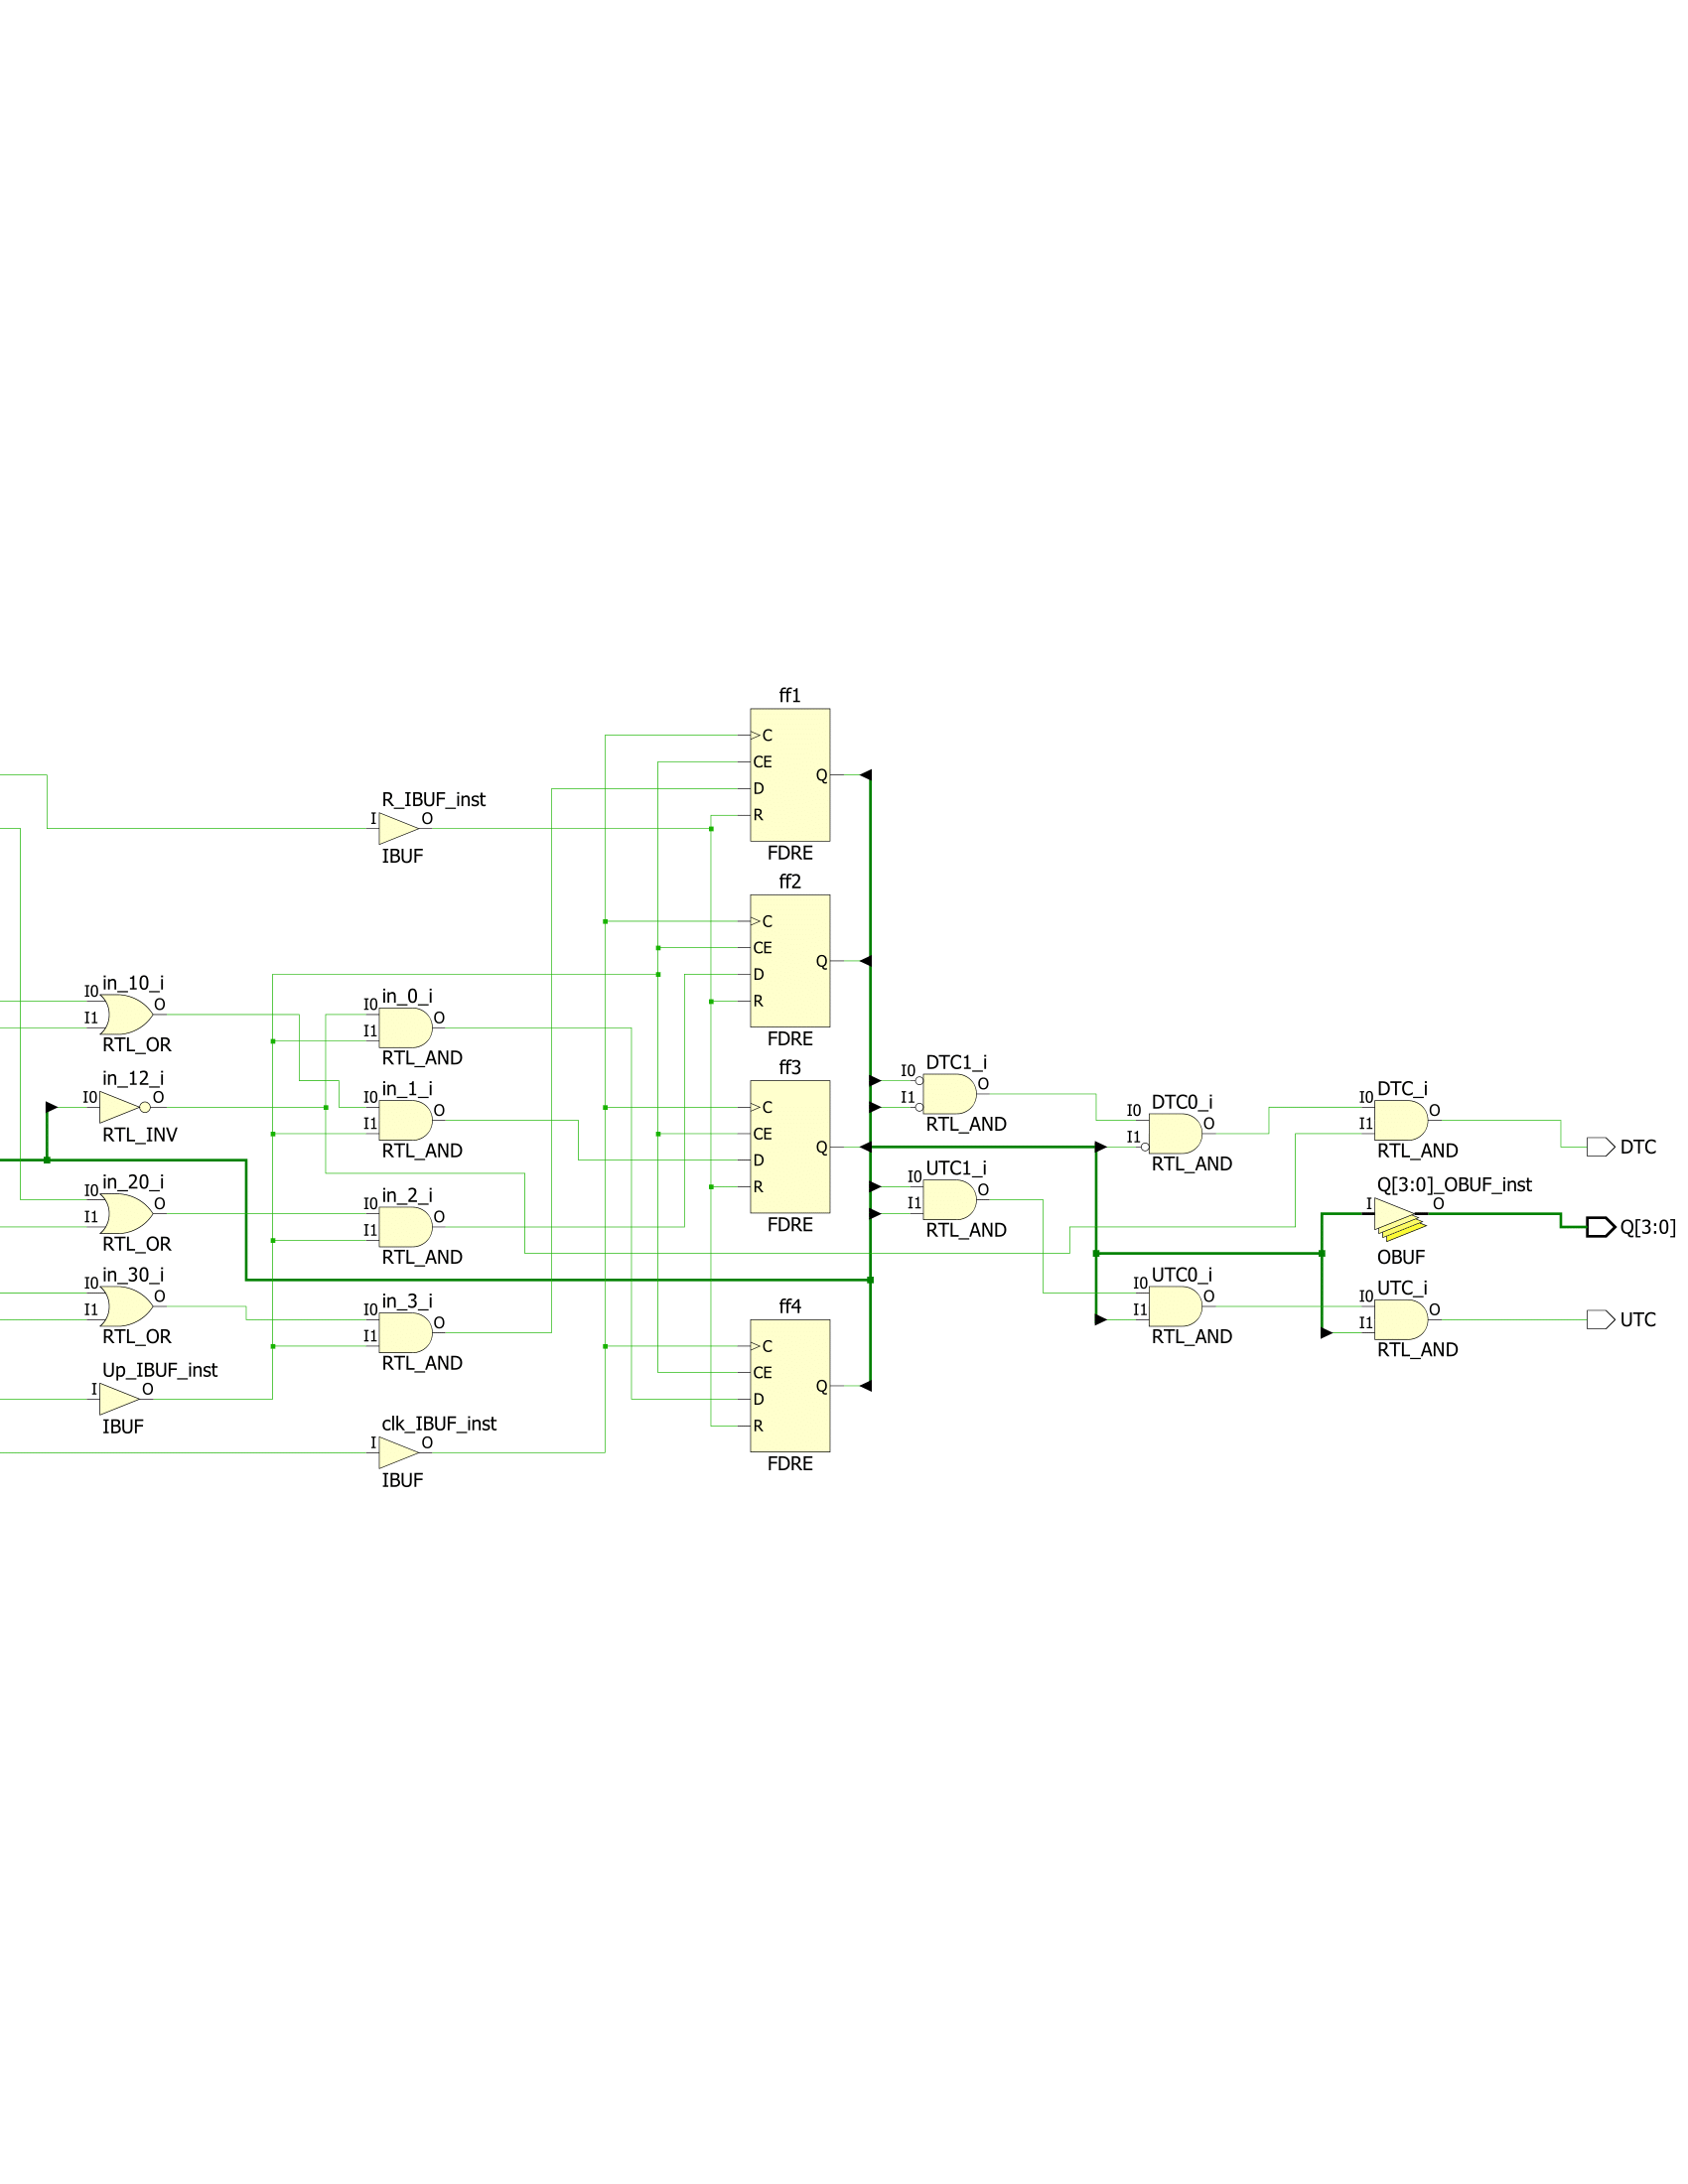 ff1
C
CE
D
R
Q
FDRE
R_IBUF_inst
I
O
IBUF
ff2
C
CE
D
R
Q
FDRE
in_10_i
I0
I1
O
RTL_OR
in_0_i
I0
I1
O
RTL_AND
ff3
C
CE
D
R
Q
FDRE
in_12_i
I0
O
RTL_INV
in_1_i
I0
I1
O
RTL_AND
DTC1_i
I0
I1
O
RTL_AND
DTC0_i
I0
I1
O
RTL_AND
DTC_i
I0
I1
O
RTL_AND
DTC
in_20_i
I0
I1
O
RTL_OR
in_2_i
I0
I1
O
RTL_AND
UTC1_i
I0
I1
O
RTL_AND
Q[3:0]_OBUF_inst
I
O
OBUF
Q[3:0]
in_30_i
I0
I1
O
RTL_OR
in_3_i
I0
I1
O
RTL_AND
UTC0_i
I0
I1
O
RTL_AND
UTC_i
I0
I1
O
RTL_AND
UTC
ff4
C
CE
D
R
Q
FDRE
Up_IBUF_inst
I
O
IBUF
clk_IBUF_inst
I
O
IBUF